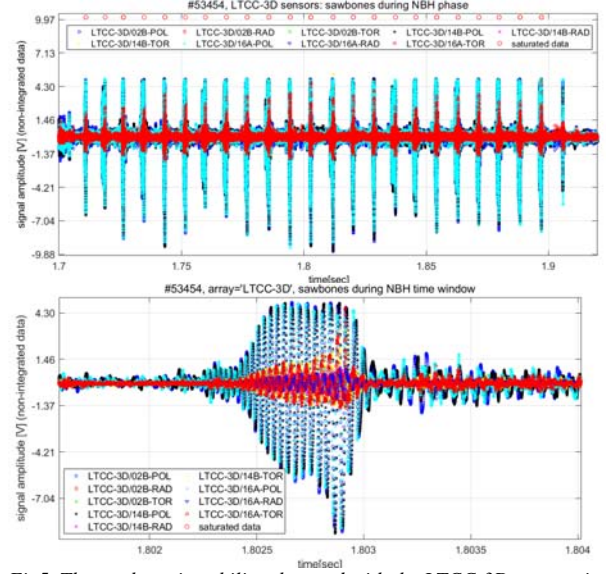 #53454, LTCC-3D sensors: sawbones during NBH phase
9.97
LTCC-3D/02B-POL LTCC-3D/02B-RAD LTCC-3D/02B-TOR LTCC-3D/14B-POL LTCC-3D/14B-RAD
LTCC-3D/14B-TOR LTCC-3D/16A-POL LTCC-3D/16A-RAD LTCC-3D/16A-TOR saturated data
signal amplitude [V] (non-integrated data)
4.30
1.46
-1.37
-4.21
-7.04
-9.88
1.7 1.75 1.8 1.85 1.9
time[sec]
#53454, array='LTCC-3D', sawbones during NBH time window
signal amplitude [V] (non-integrated data)
4.30
1.46
-1.37
-4.21
-7.04
LTCC-3D/02B-POL LTCC-3D/14B-TOR
LTCC-3D/02B-RAD LTCC-3D/16A-POL
LTCC-3D/02B-TOR LTCC-3D/16A-RAD
LTCC-3D/14B-POL LTCC-3D/16A-TOR
LTCC-3D/14B-RAD saturated data
1.802 1.8025 1.803 1.8035 1.804
time[sec]